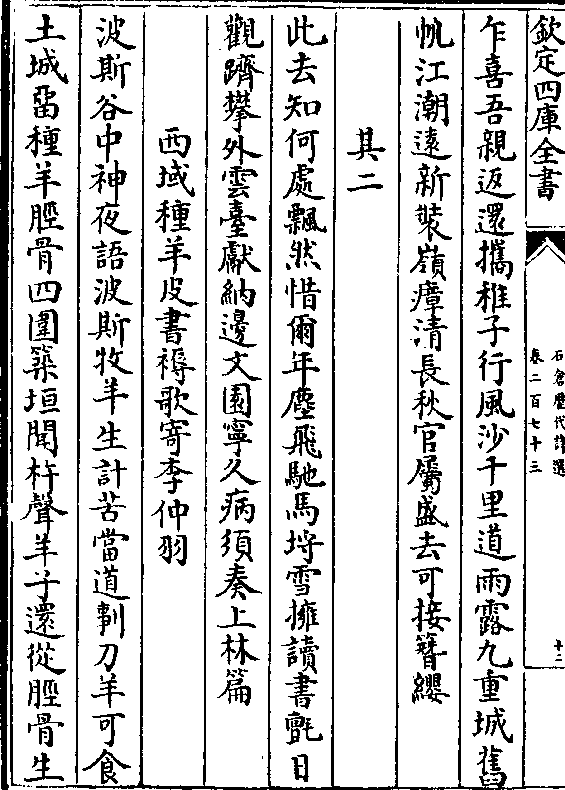 欽定四庫全書
石倉歷代詩選
卷二百七十三
十二
乍喜吾親返還攜稚子行風沙千里道雨露九重城舊
帆江潮遠新裝嶺瘴清長秋官屬盛去可接簪纓
其二
此去知何處飄然惜爾年塵飛馳馬埒雪擁讀書氈日
觀躋攀外雲臺獻納邊文園寧久病須奏上林篇
西域種羊皮書褥歌寄李仲羽
波斯谷中神夜語波斯牧羊生計苦當道剚刀羊可食
土城留種羊脛骨四圍築垣聞杵聲羊子還從脛骨生